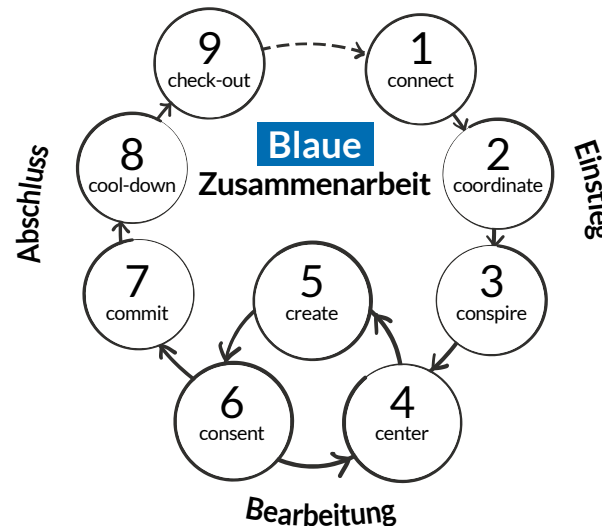 Blaue
Zusammenarbeit
1
connect
2
coordinate
3
conspire
4
center
5
create
6
consent
7
commit
8
cool-down
9
check-out
Einstieg
Bearbeitung
Abschluss